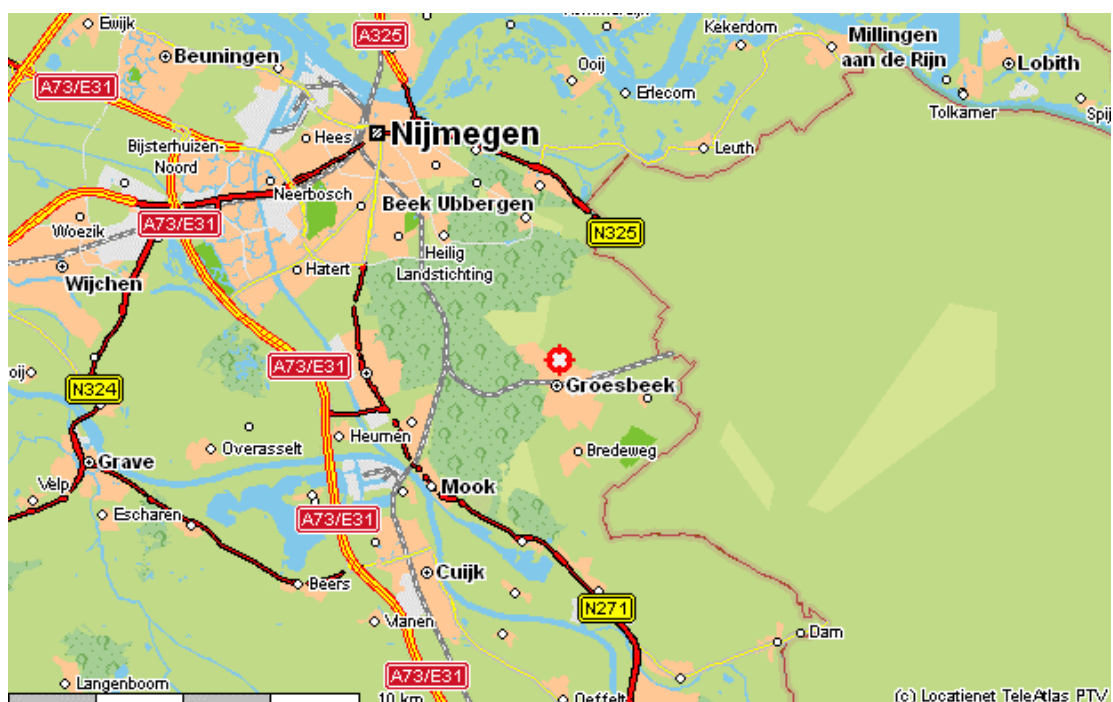 Ewijk
Beuningen
A325
Kekerdom
Millingen
aan de Rijn
Lobith
Ooij
A73/E31
Erlecom
Tolkamer
Spij
Hees
Nijmegen
Bijsterhuizen-
Noord
Leuth
Neerbosch
Beek Ubbergen
A73/E31
Woezik
N325
Heilig
Landstichting
Hatert
Wijchen
A73/E31
ooij
N324
Groesbeek
Heumen
Overasselt
Bredeweg
Grave
Velp
Mook
Escharen
A73/E31
Cuijk
Beers
N271
Vianen
Dam
A73/E31
Langenboom
10 km
Oeffelt
(c) Locatienet TeleAtlas PTV